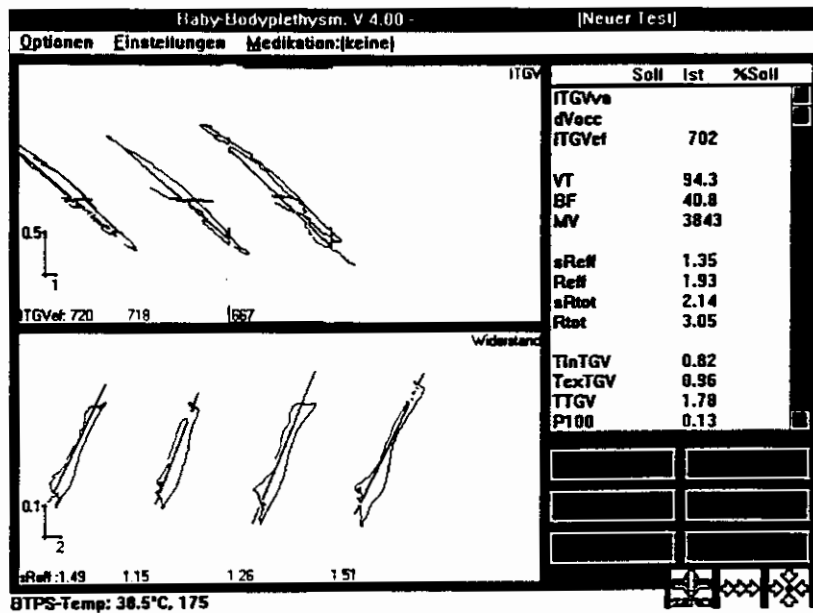 Baby-Bodyplethysm. V 4.00 - [Neuer Test]
Optionen Einstellungen Medikation:(keine)
ITGV
0.5
1
ITGVef: 720 718 667
Widerstand
0.1
2
sReff :1.49 1.15 1.26 1.51
BTPS-Temp: 38.5°C, 175
Soll Ist %Soll
ITGVva
dVocc
ITGVef 702
VT 94.3
BF 40.8
MV 3843
sReff 1.35
Reff 1.93
sRtot 2.14
Rtot 3.05
TinTGV 0.82
TexTGV 0.96
TTGV 1.78
P100 0.13